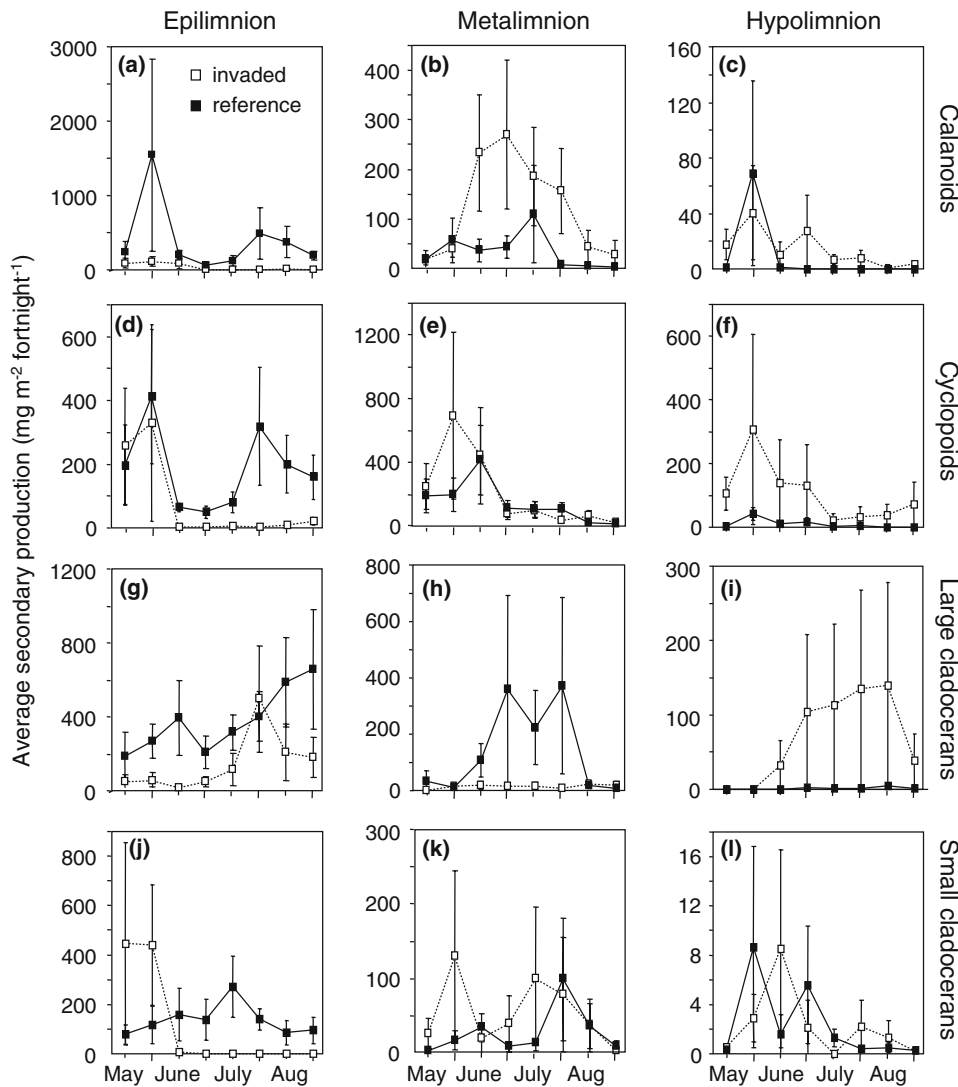 Epilimnion Metalimnion Hypolimnion
Average secondary production (mg m⁻² fortnight⁻¹)
(a) □ invaded
■ reference
3000
2000
1000
0
(b)
400
300
200
100
0
(c)
160
120
80
40
0
Calanoids
(d)
600
400
200
0
(e)
1200
800
400
0
(f)
600
400
200
0
Cyclopoids
(g)
1200
800
400
0
(h)
800
600
400
200
0
(i)
300
200
100
0
Large cladocerans
(j)
800
600
400
200
0
(k)
300
200
100
0
(l)
16
12
8
4
0
Small cladocerans
May June July Aug May June July Aug May June July Aug